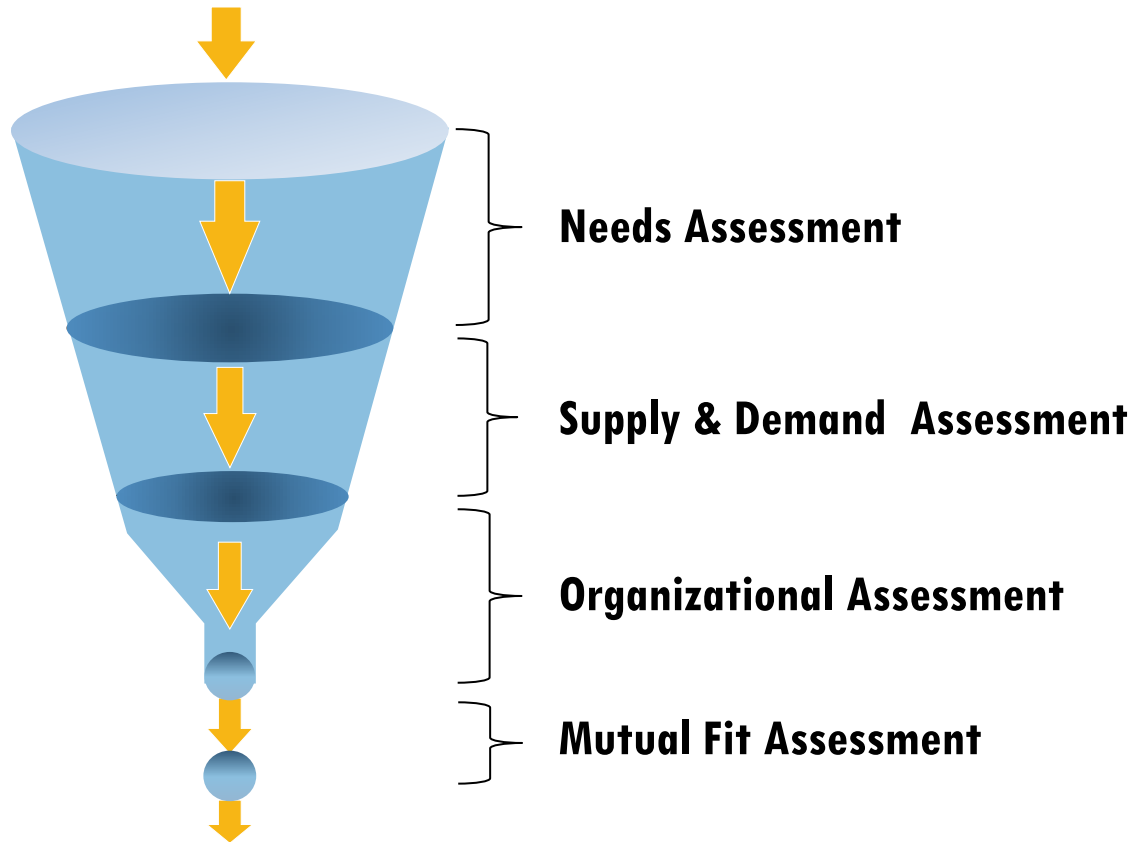 Needs Assessment
Supply & Demand  Assessment
Organizational Assessment
Mutual Fit Assessment